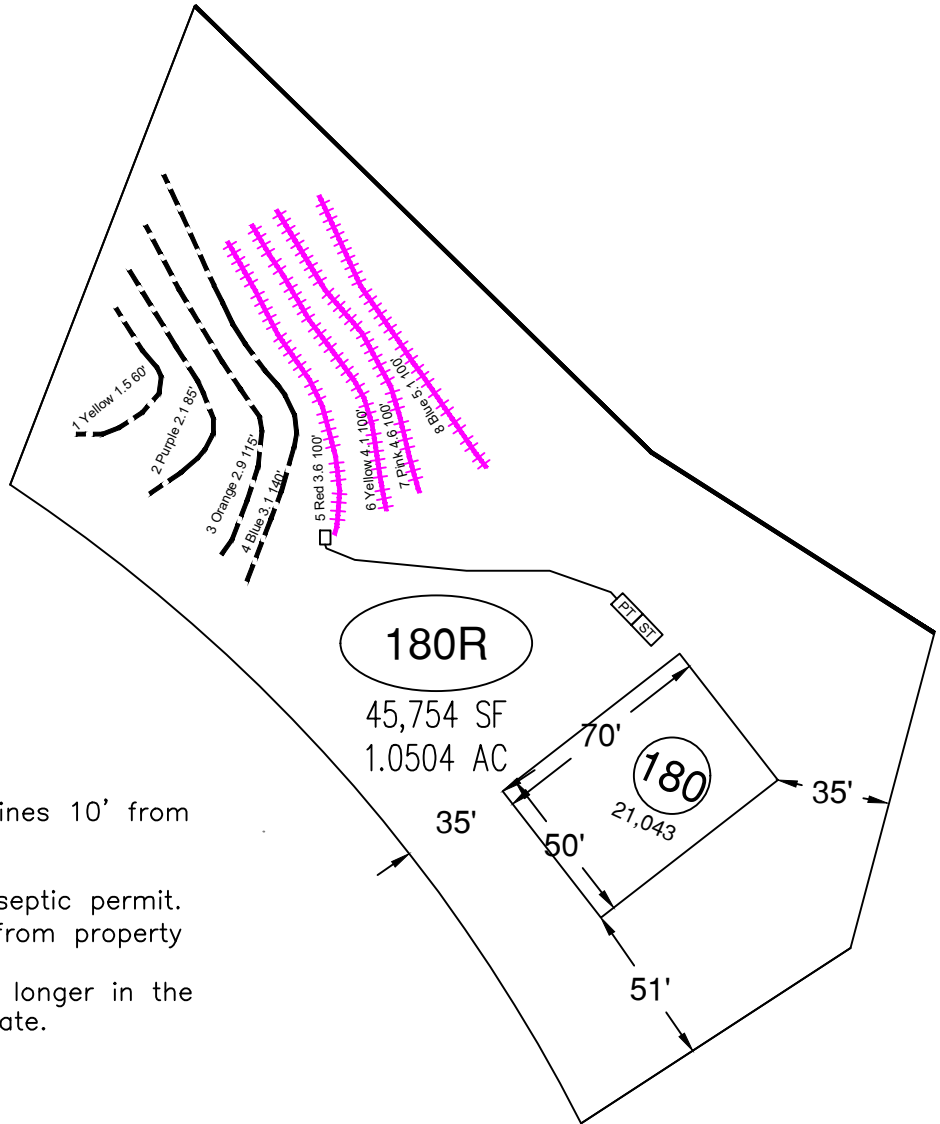 1 Yellow 1.5 60'
2 Purple 2.1 85'
3 Orange 2.9 115'
4 Blue 3.1 140'
5 Red 3.6 100'
6 Yellow 4.1 100'
7 Pink 4.6 100'
8 Blue 5.1 100'
PT ST
180R
45,754 SF
1.0504 AC
70'
180
21,043
35'
35'
50'
51'
ines 10' from
septic permit.
from property
longer in the
ate.